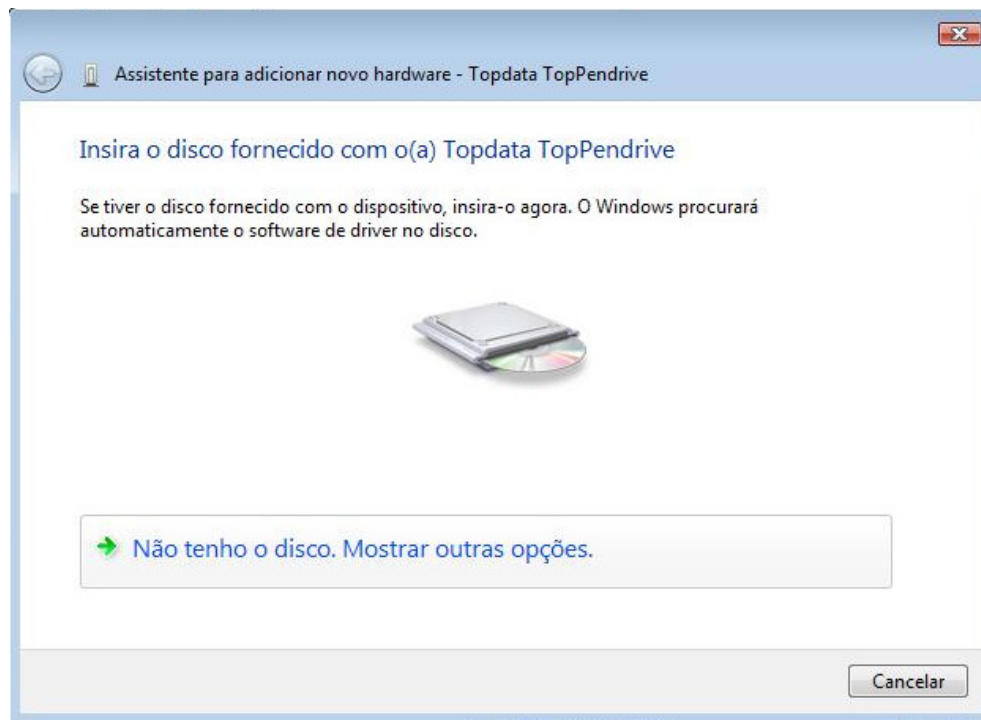 Assistente para adicionar novo hardware - Topdata TopPendrive
Insira o disco fornecido com o(a) Topdata TopPendrive
Se tiver o disco fornecido com o dispositivo, insira-o agora. O Windows procurará
automaticamente o software de driver no disco.
Não tenho o disco. Mostrar outras opções.
Cancelar